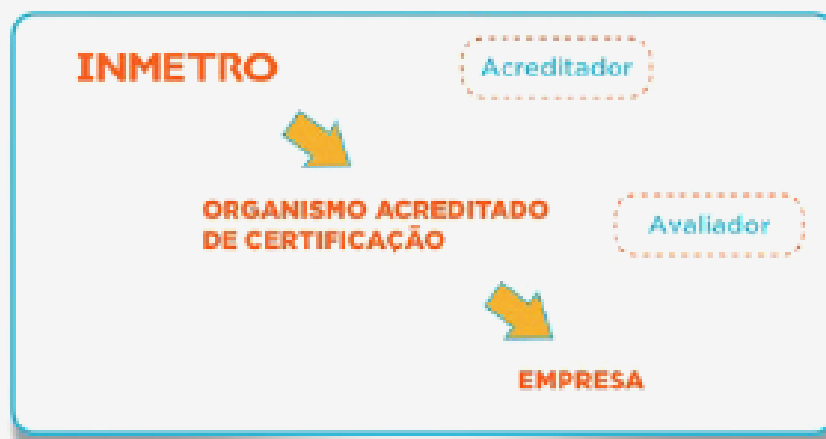 INMETRO
Acreditador
ORGANISMO ACREDITADO
DE CERTIFICAÇÃO
Avaliador
EMPRESA